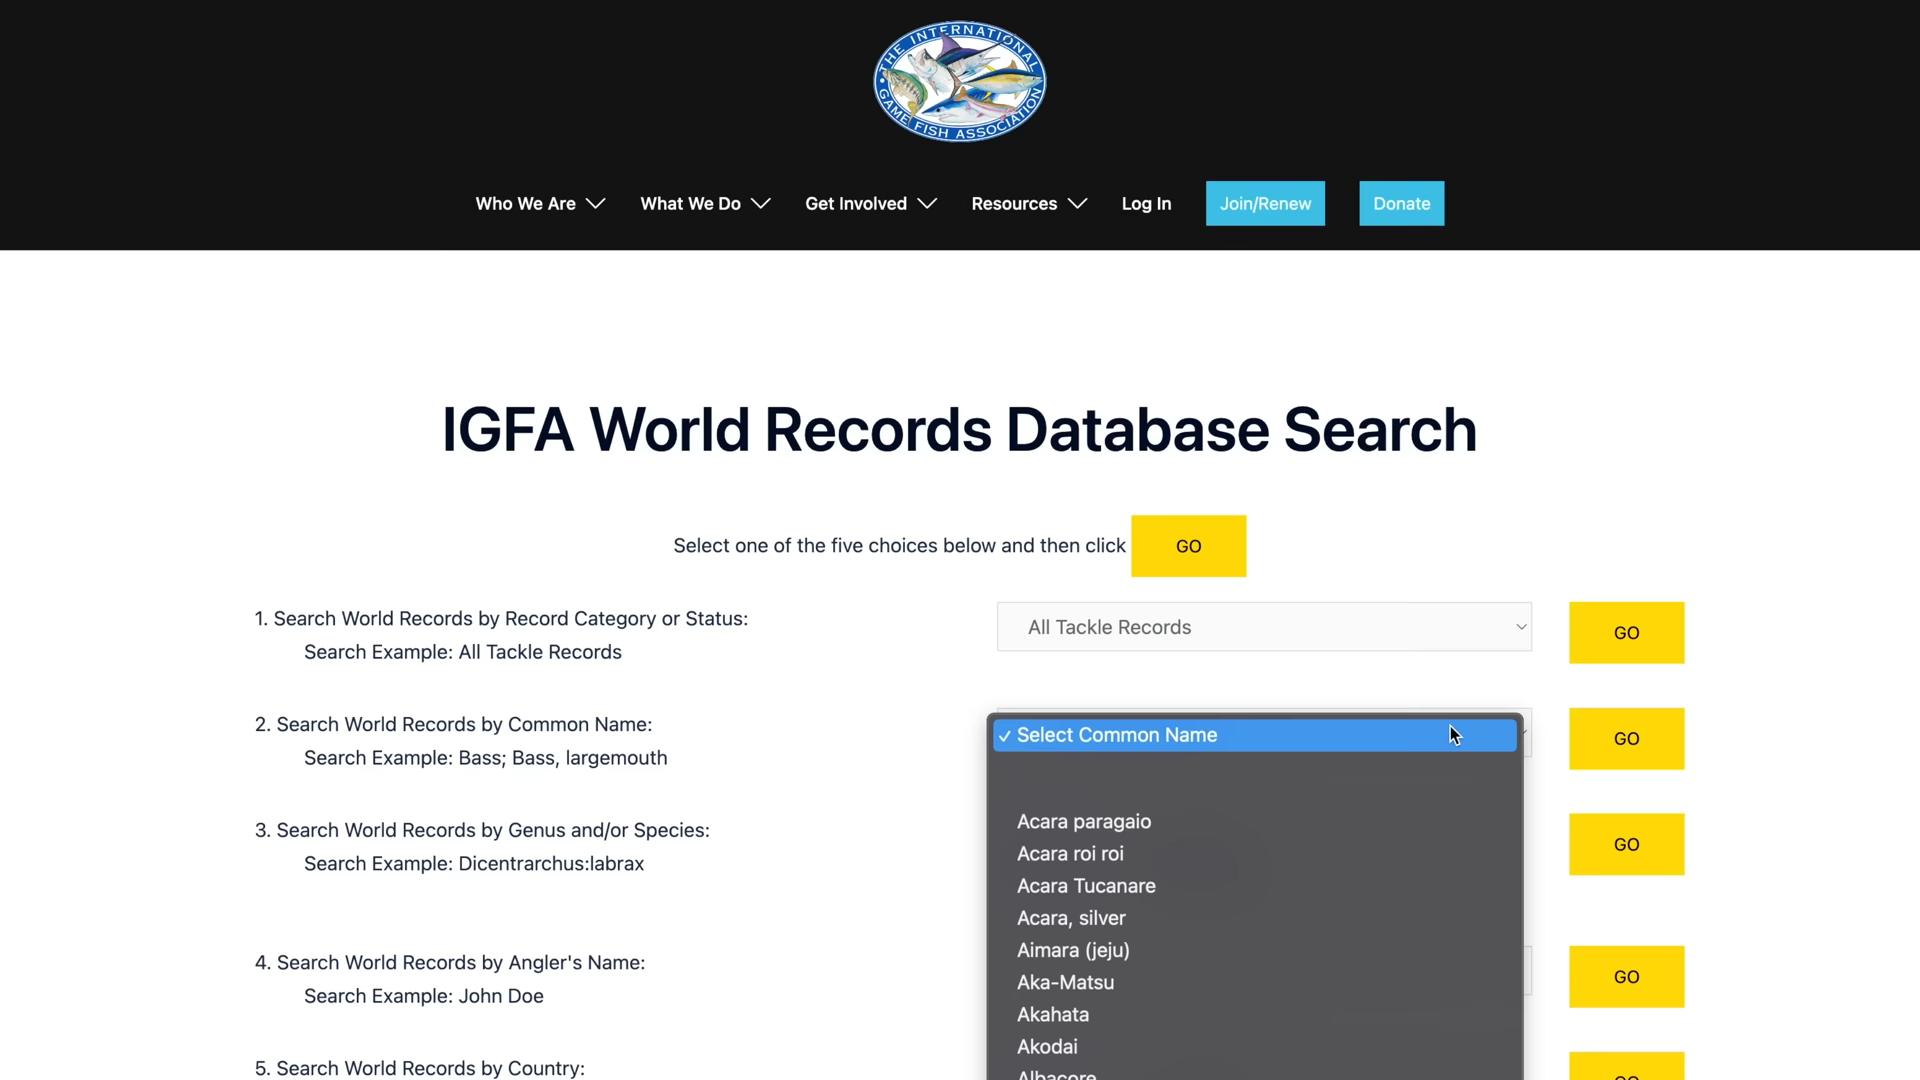 THE INTERNATIONAL
GAME FISH ASSOCIATION
Who We Are
What We Do
Get Involved
Resources
Log In
Join/Renew
Donate
IGFA World Records Database Search
Select one of the five choices below and then click GO
1. Search World Records by Record Category or Status:
Search Example: All Tackle Records
All Tackle Records
GO
2. Search World Records by Common Name:
Search Example: Bass; Bass, largemouth
✓ Select Common Name
GO
Acara paragaio
Acara roi roi
Acara Tucanare
Acara, silver
Aimara (jeju)
Aka-Matsu
Akahata
Akodai
Albacore
3. Search World Records by Genus and/or Species:
Search Example: Dicentrarchus:labrax
GO
4. Search World Records by Angler's Name:
Search Example: John Doe
GO
5. Search World Records by Country:
GO